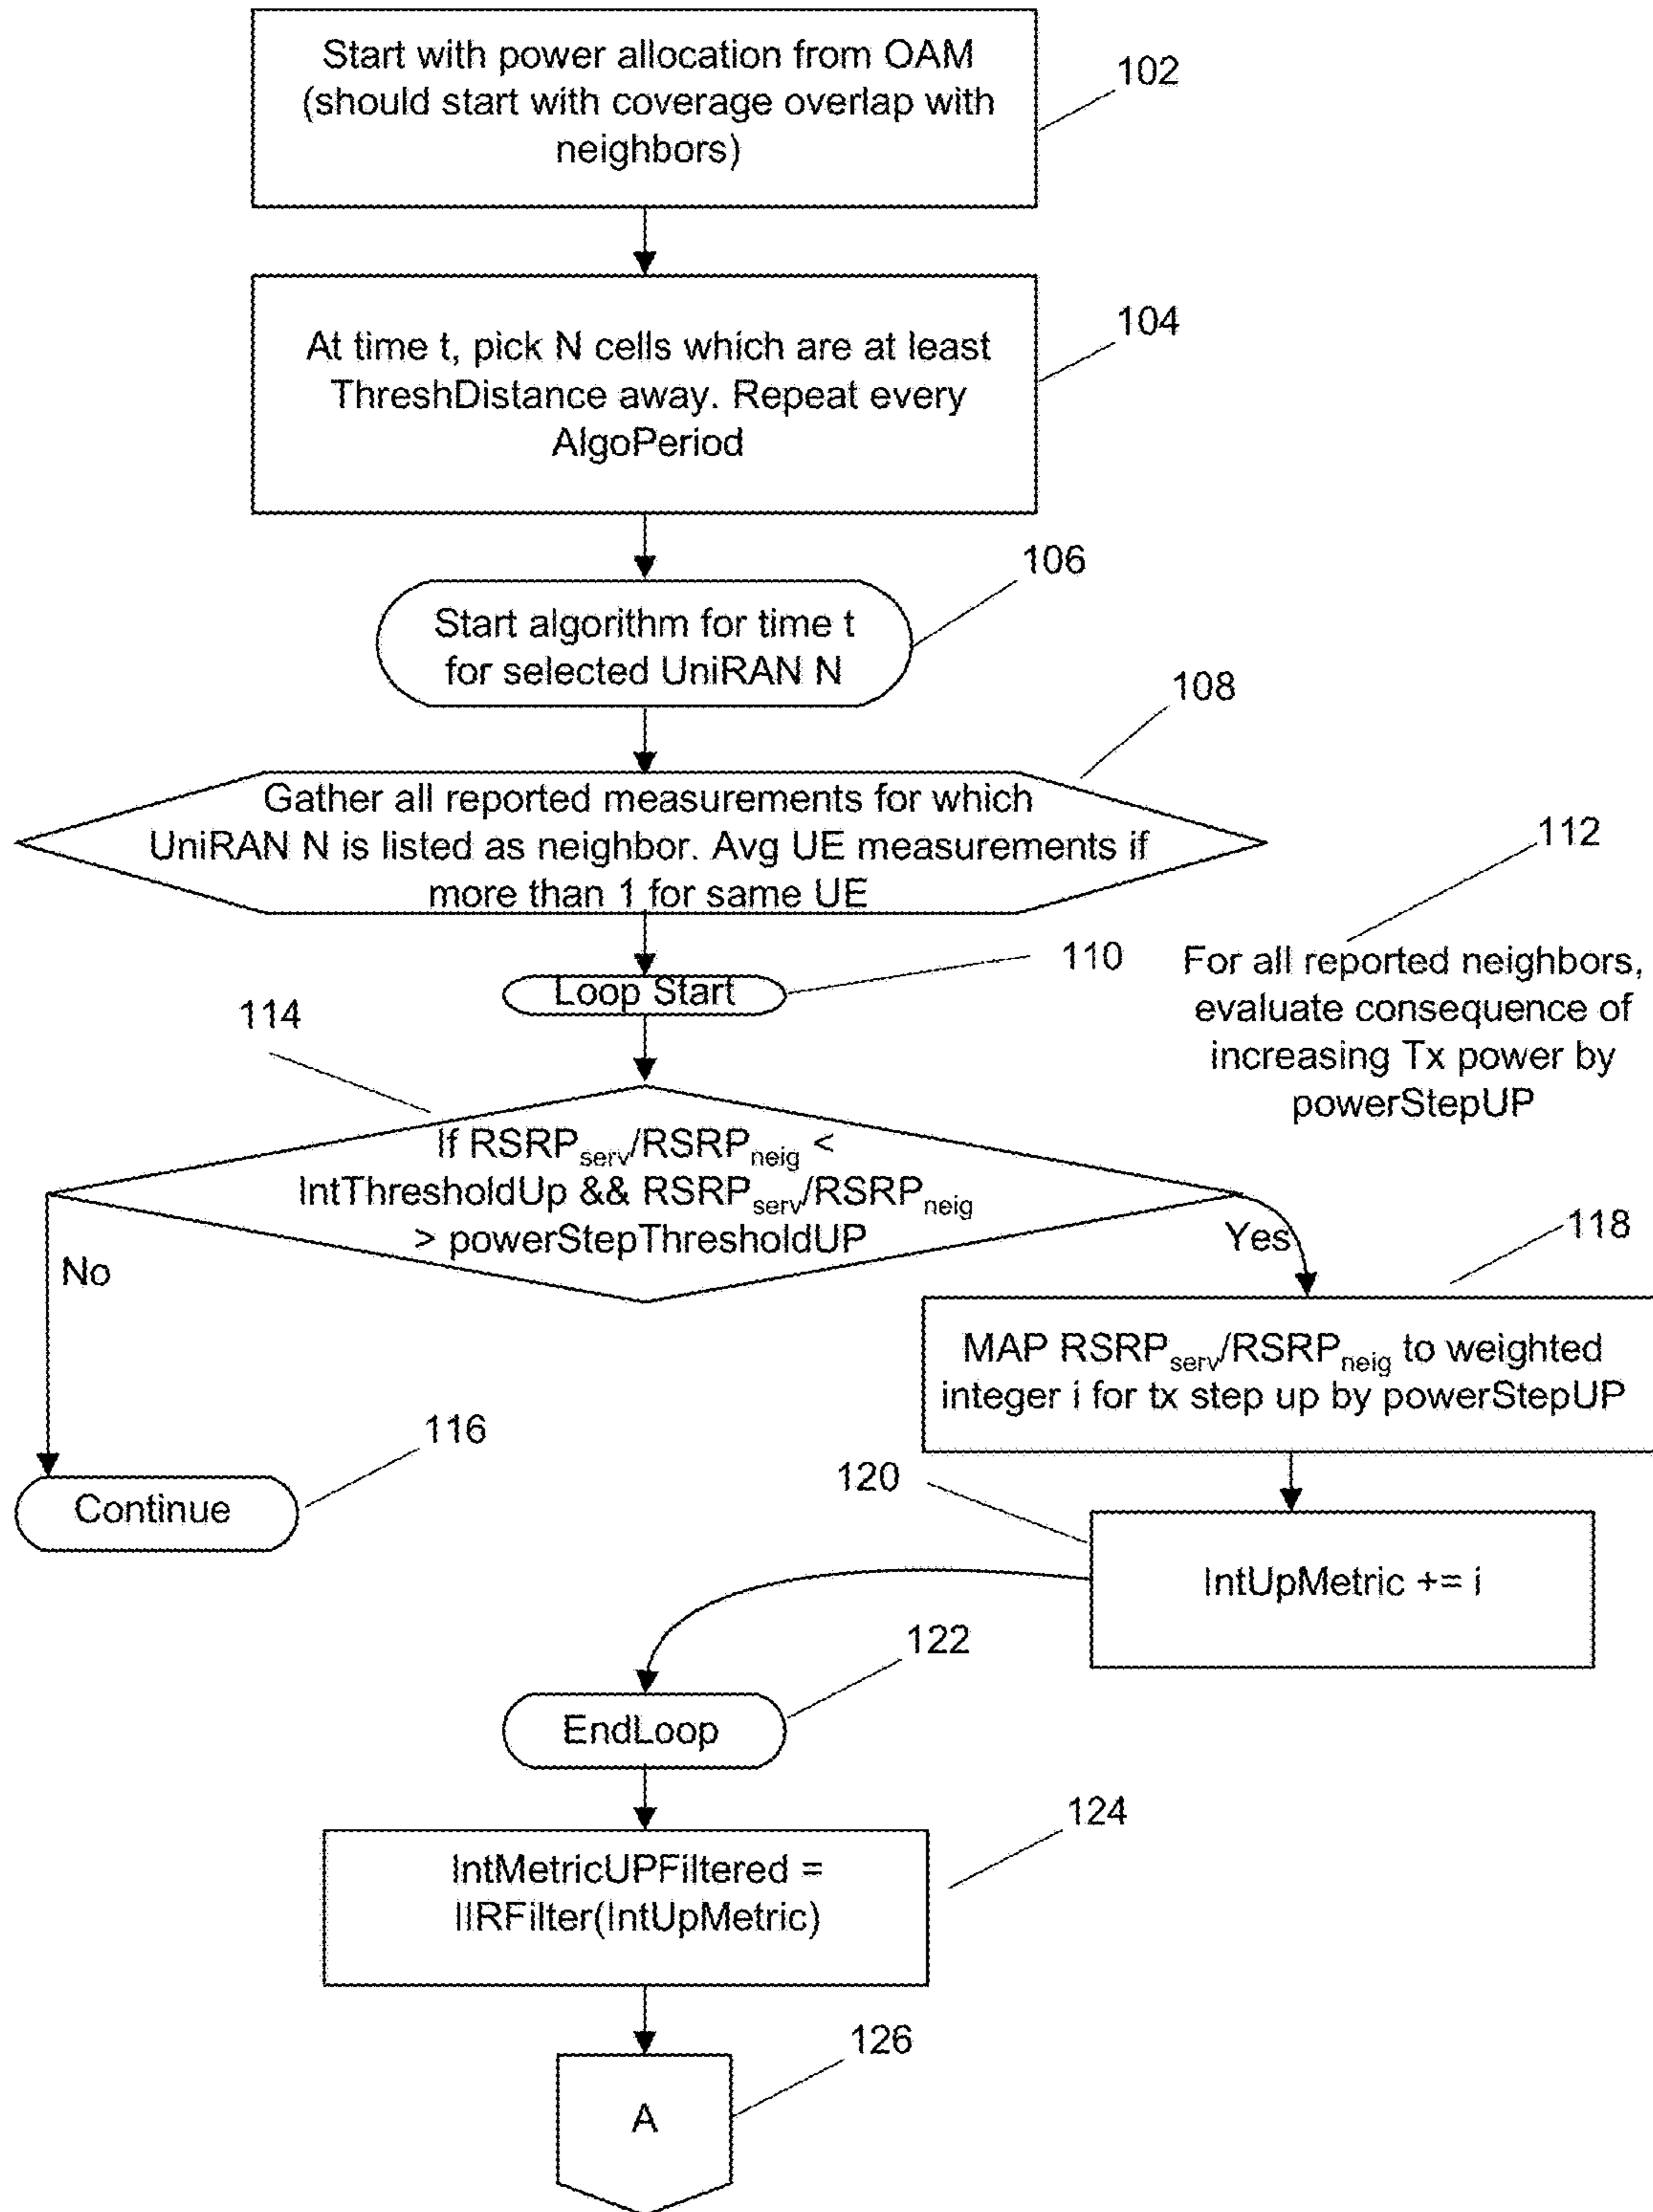 Start with power allocation from OAM
(should start with coverage overlap with
neighbors)
102
At time t, pick N cells which are at least
ThreshDistance away. Repeat every
AlgoPeriod
104
Start algorithm for time t
for selected UniRAN N
106
Gather all reported measurements for which
UniRAN N is listed as neighbor. Avg UE measurements if
more than 1 for same UE
108
112
For all reported neighbors,
evaluate consequence of
increasing Tx power by
powerStepUP
Loop Start
110
114
If RSRPserv/RSRPneig <
IntThresholdUp && RSRPserv/RSRPneig
> powerStepThresholdUP
No
Yes
118
MAP RSRPserv/RSRPneig to weighted
integer i for tx step up by powerStepUP
116
Continue
120
IntUpMetric += i
122
EndLoop
124
IntMetricUPFiltered =
IIRFilter(IntUpMetric)
126
A